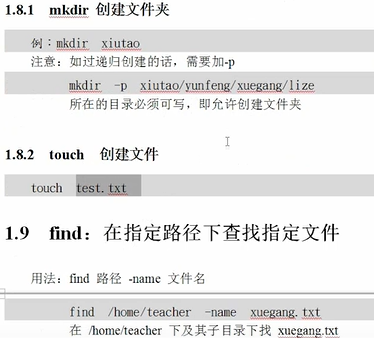 1.8.1 mkdir 创建文件夹
例：mkdir xiutao
注意：如过递归创建的话，需要加-p
mkdir -p xiutao/yunfeng/xuegang/lize
所在的目录必须可写，即允许创建文件夹
1.8.2 touch 创建文件
touch test.txt
1.9 find：在指定路径下查找指定文件
用法：find 路径 -name 文件名
find /home/teacher -name xuegang.txt
在 /home/teacher 下及其子目录下找 xuegang.txt